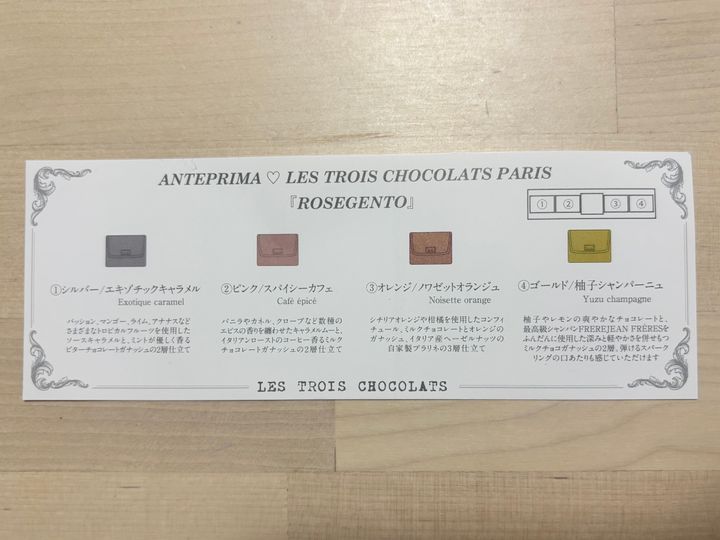 ANTEPRIMA ♡ LES TROIS CHOCOLATS PARIS
『ROSEGENTO』
① ② ③ ④
①シルバー/エキゾチックキャラメル
Exotique caramel
パッション、マンゴー、ライム、アナナスなど
さまざまなトロピカルフルーツを使用した
ソースキャラメルと、ミントが優しく香る
ビターチョコレートガナッシュの2層仕立て
②ピンク/スパイシーカフェ
Café épicé
バニラやカネル、クローブなど数種の
エピスの香りを纏わせたキャラメルムーと、
イタリアンローストのコーヒー香るミルク
チョコレートガナッシュの2層仕立て
③オレンジ/ノワゼットオランジュ
Noisette orange
シチリアオレンジや柑橘を使用したコンフィ
チュール、ミルクチョコレートとオレンジの
ガナッシュ、イタリア産ヘーゼルナッツの
自家製プラリネの3層仕立て
④ゴールド/柚子シャンパーニュ
Yuzu champagne
柚子やレモンの爽やかなチョコレートと、
最高級シャンパンFREREJEAN FRÈRESを
ふんだんに使用した深みと軽やかさを併せもつ
ミルクチョコガナッシュの2層、弾けるスパーク
リングの口あたりも感じていただけます
LES TROIS CHOCOLATS